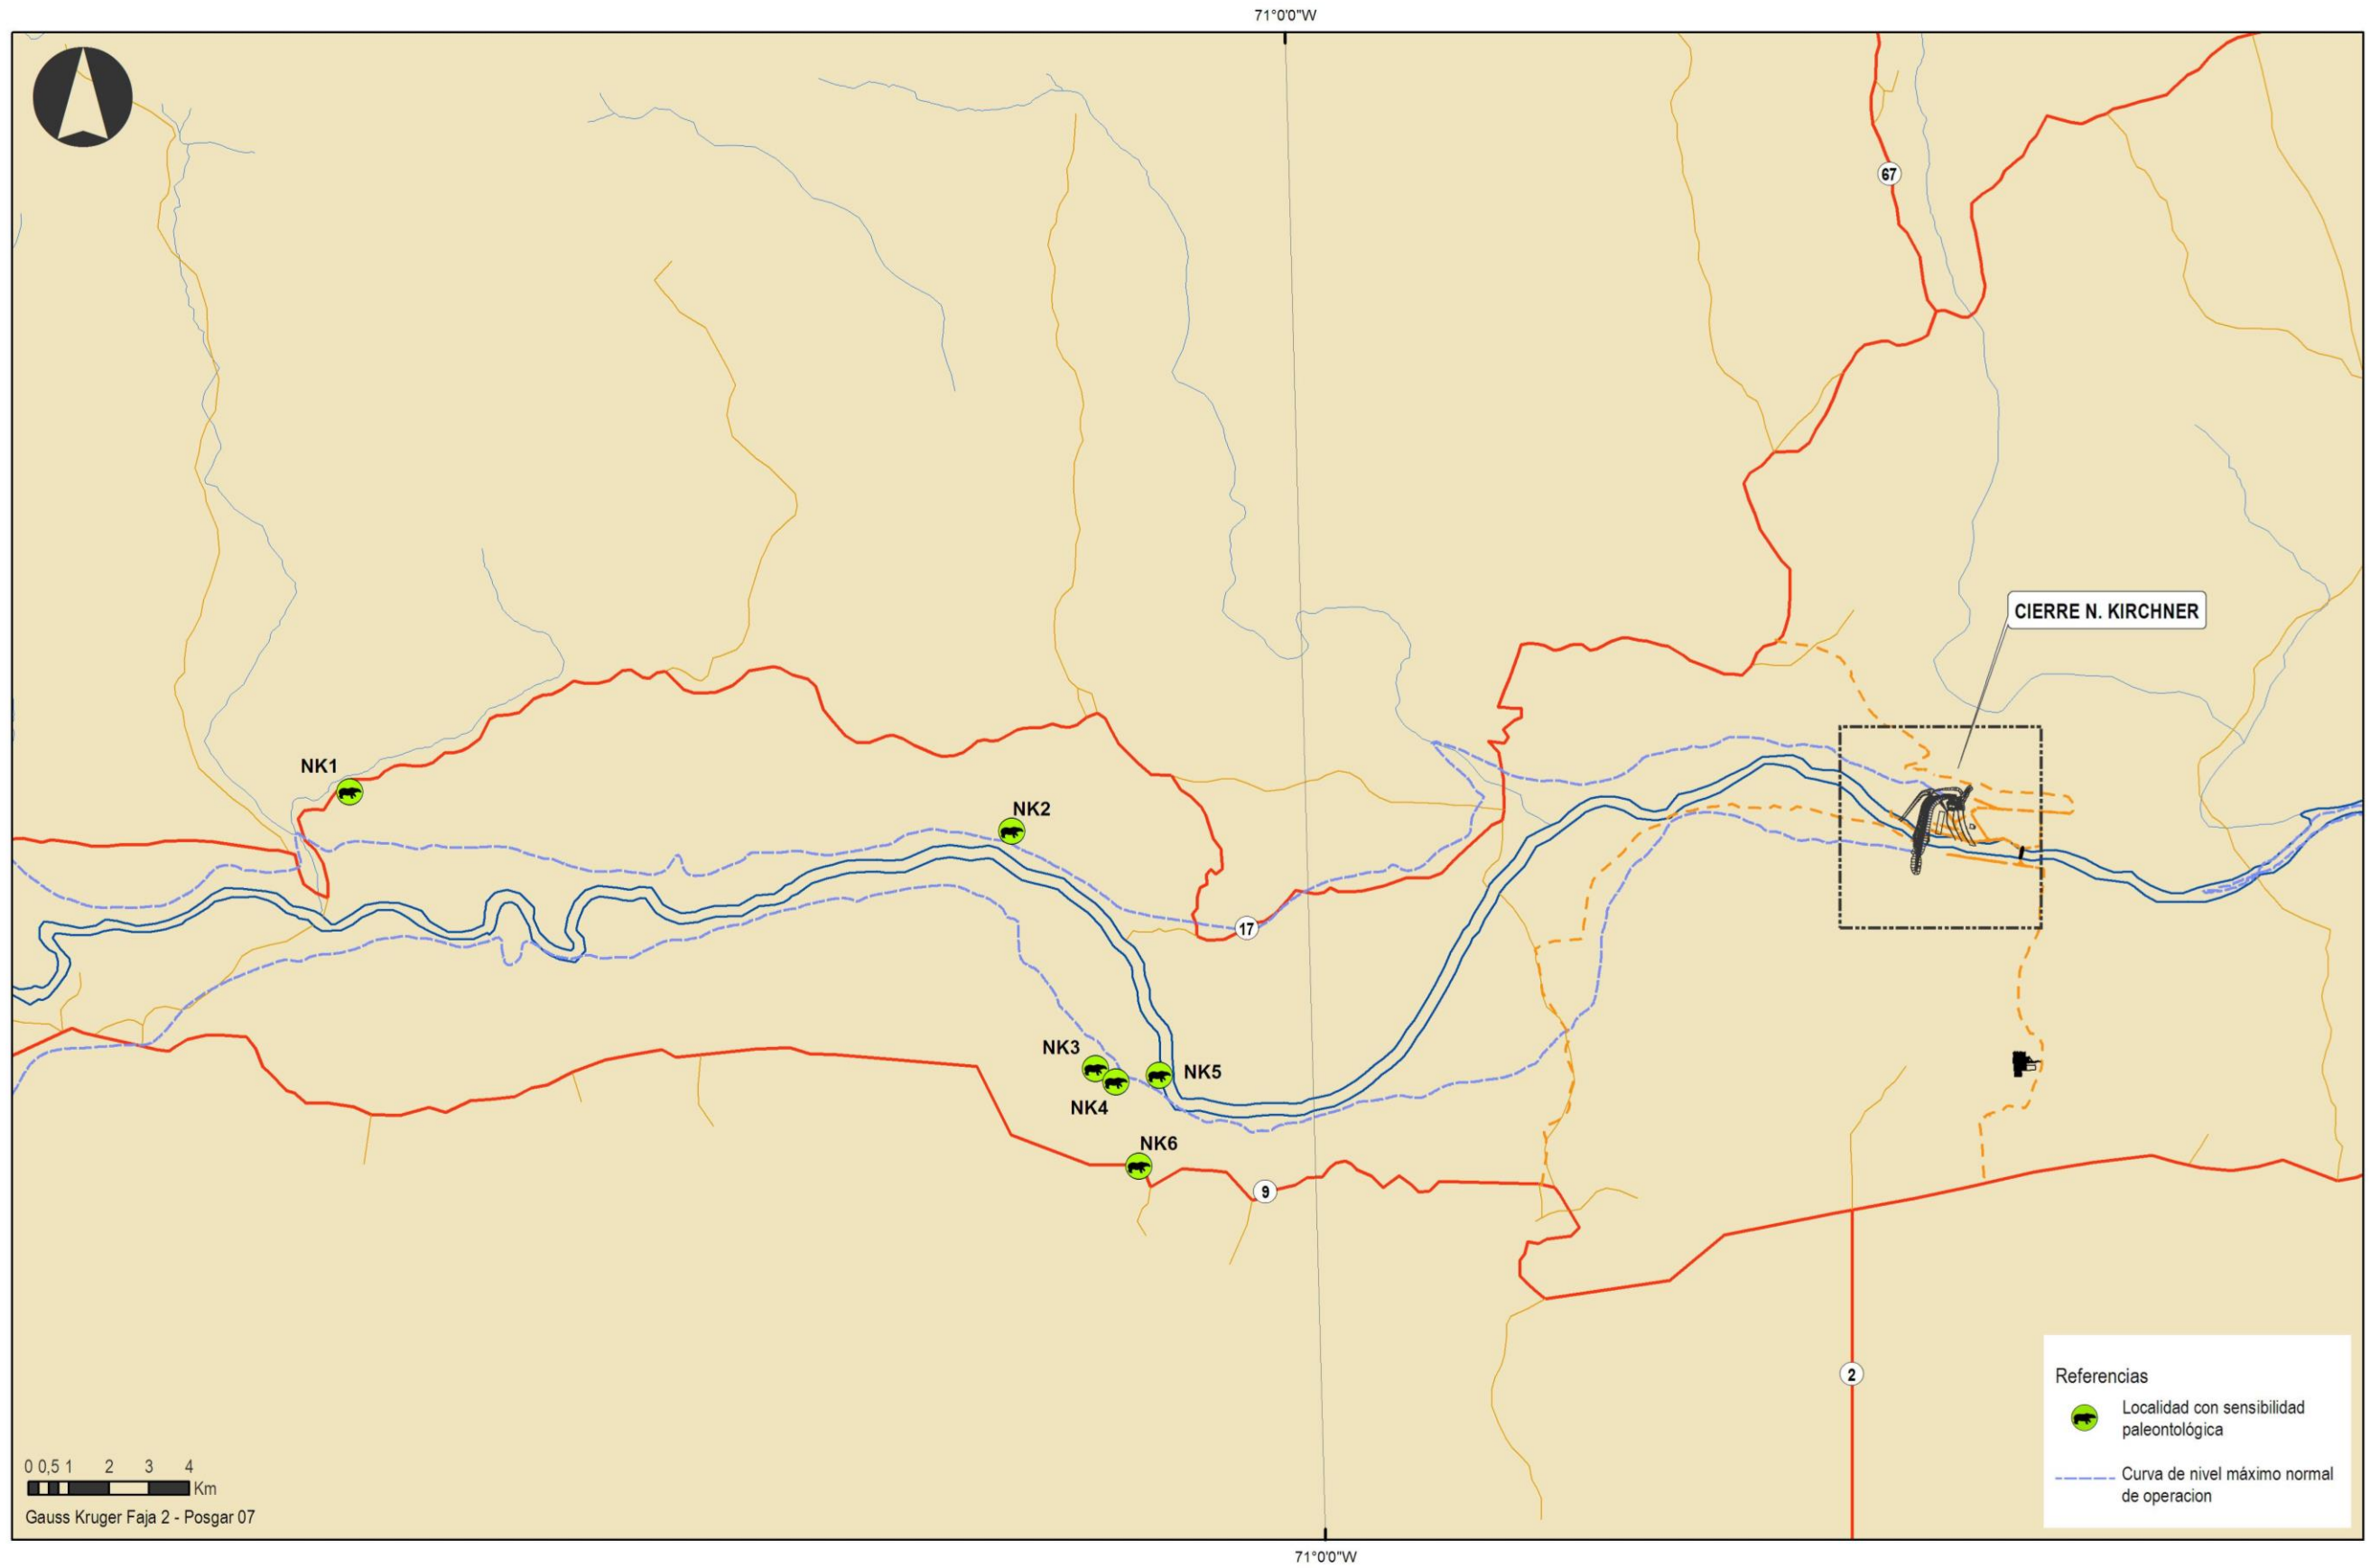 71°0'0"W
67
CIERRE N. KIRCHNER
NK1
NK2
17
NK3
NK5
NK4
NK6
9
2
Referencias
Localidad con sensibilidad
paleontológica
Curva de nivel máximo normal
de operacion
0 0,5 1 2 3 4
Km
Gauss Kruger Faja 2 - Posgar 07
71°0'0"W